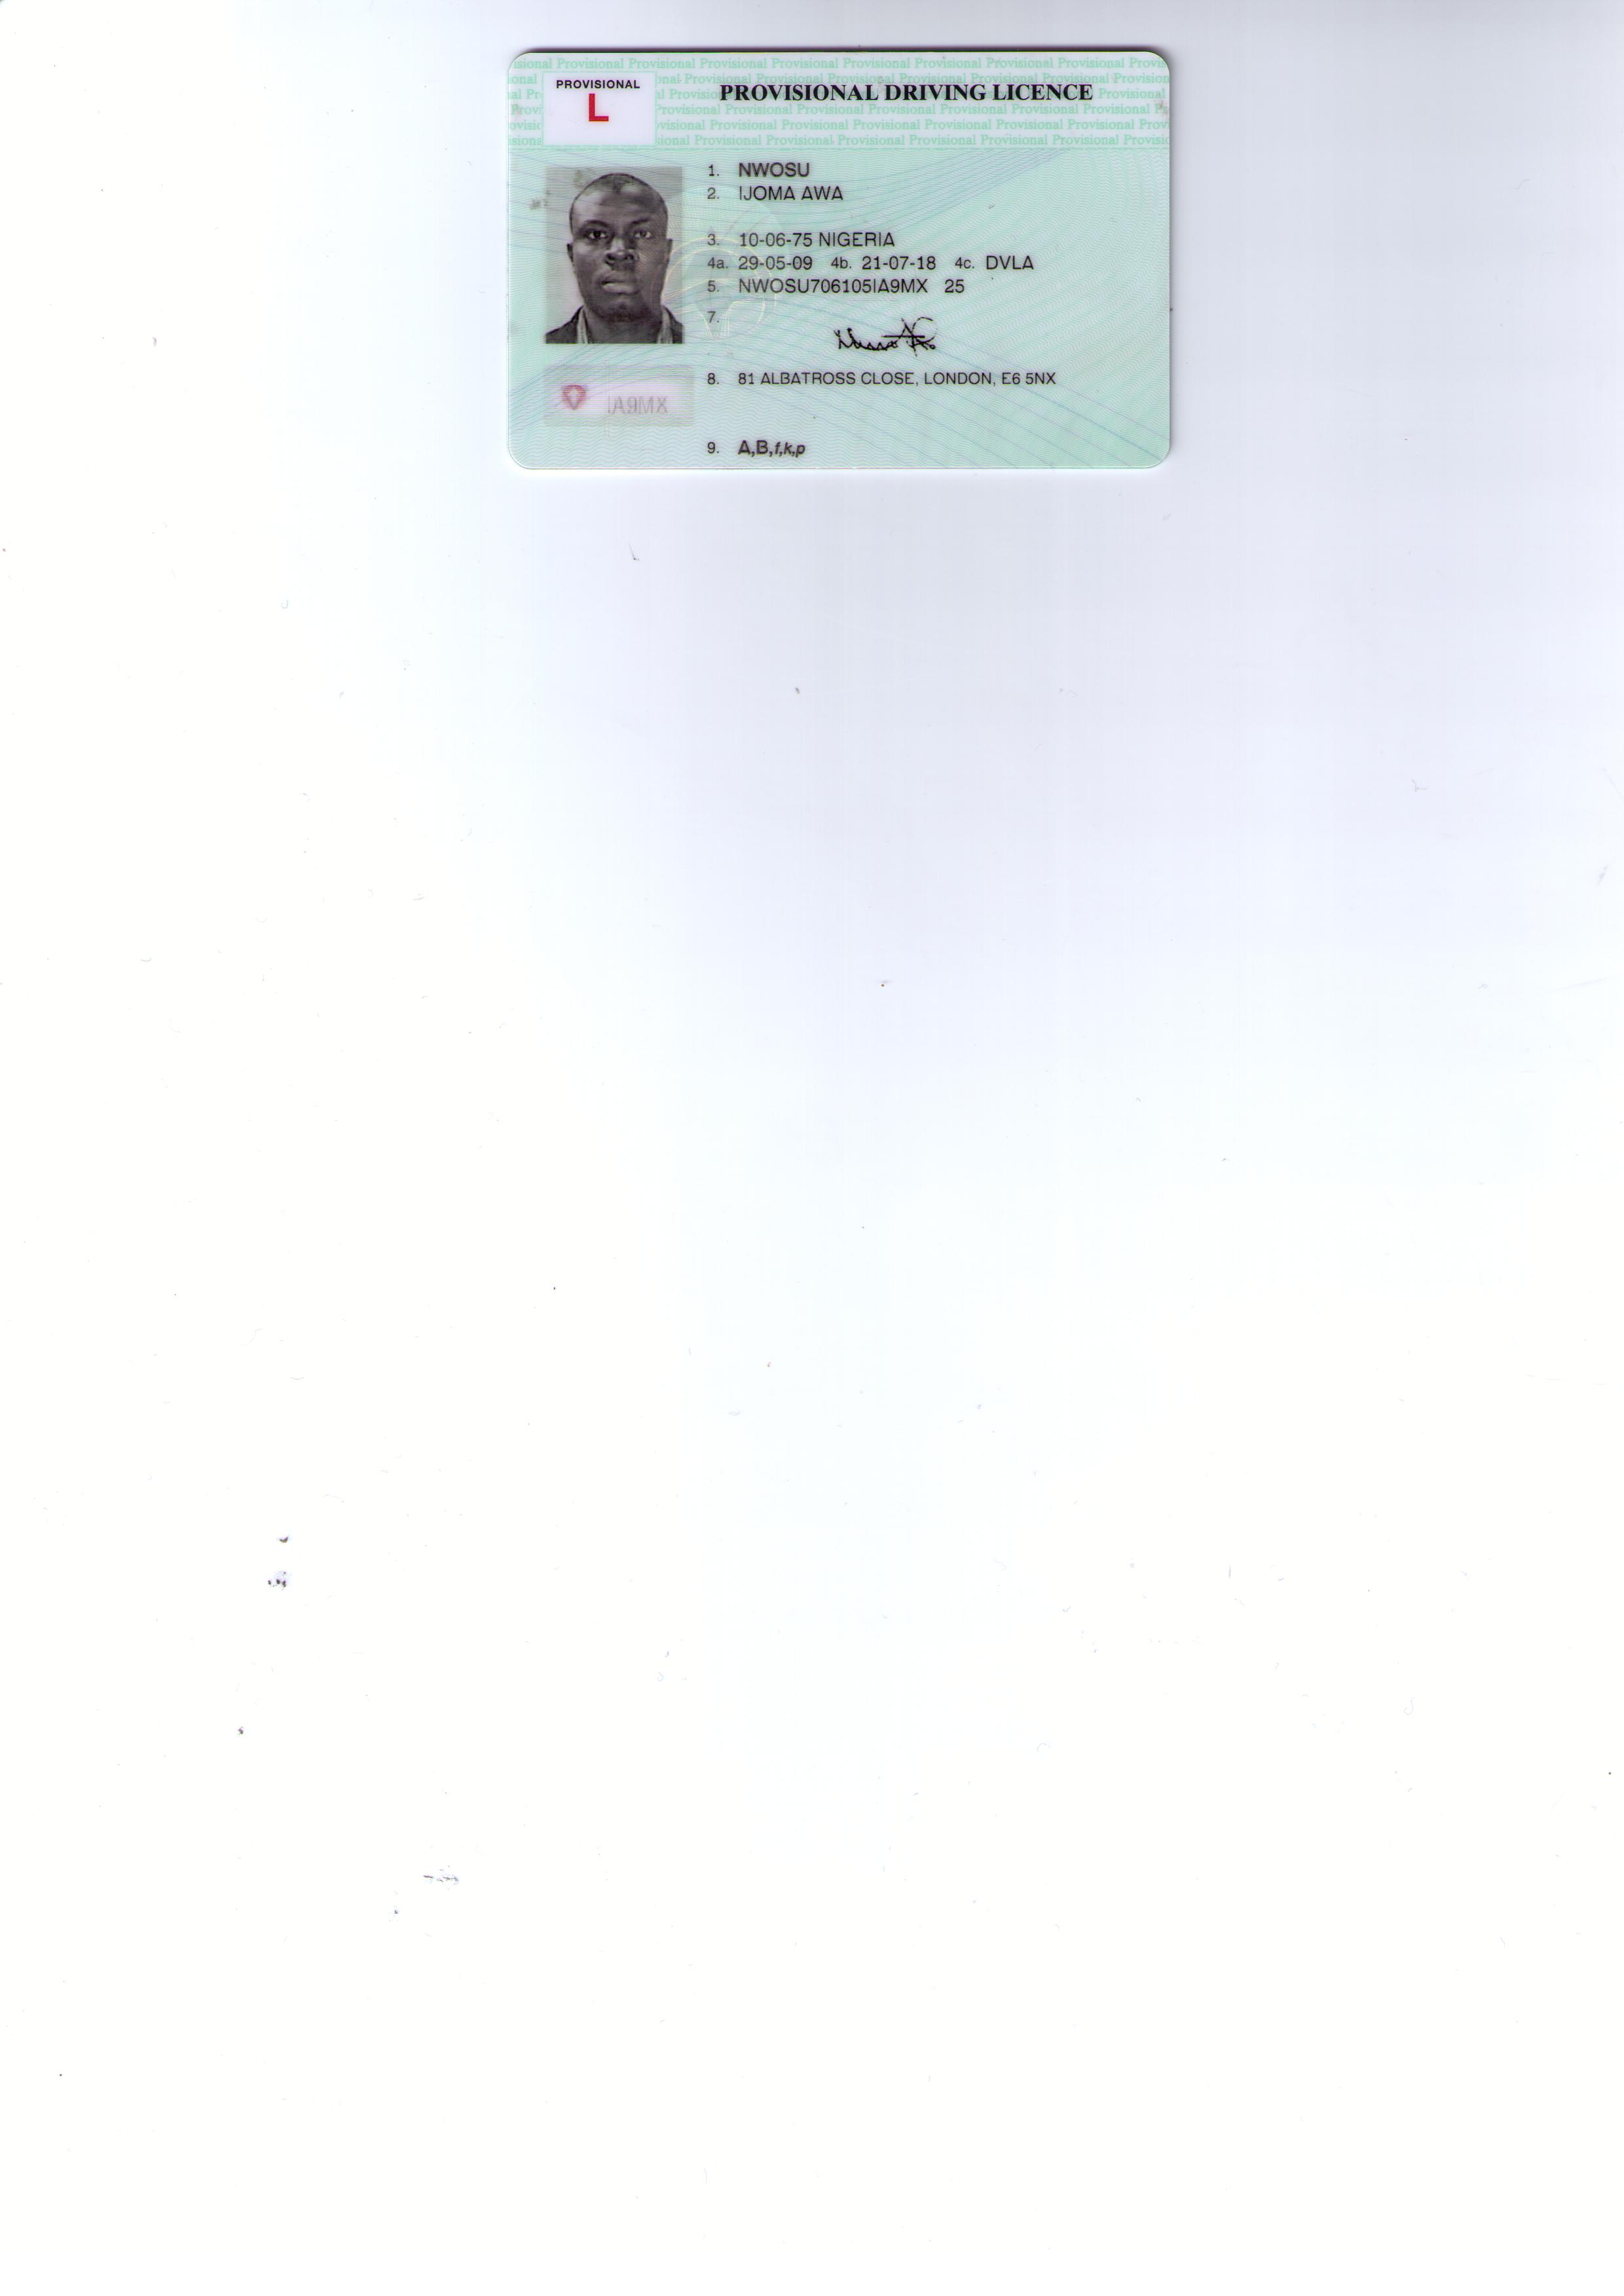 PROVISIONAL
L
PROVISIONAL DRIVING LICENCE
1. NWOSU
2. IJOMA AWA
3. 10-06-75 NIGERIA
4a. 29-05-09 4b. 21-07-18 4c. DVLA
5. NWOSU706105IA9MX 25
7.
8. 81 ALBATROSS CLOSE, LONDON, E6 5NX
IA9MX
9. A,B,f,k,p